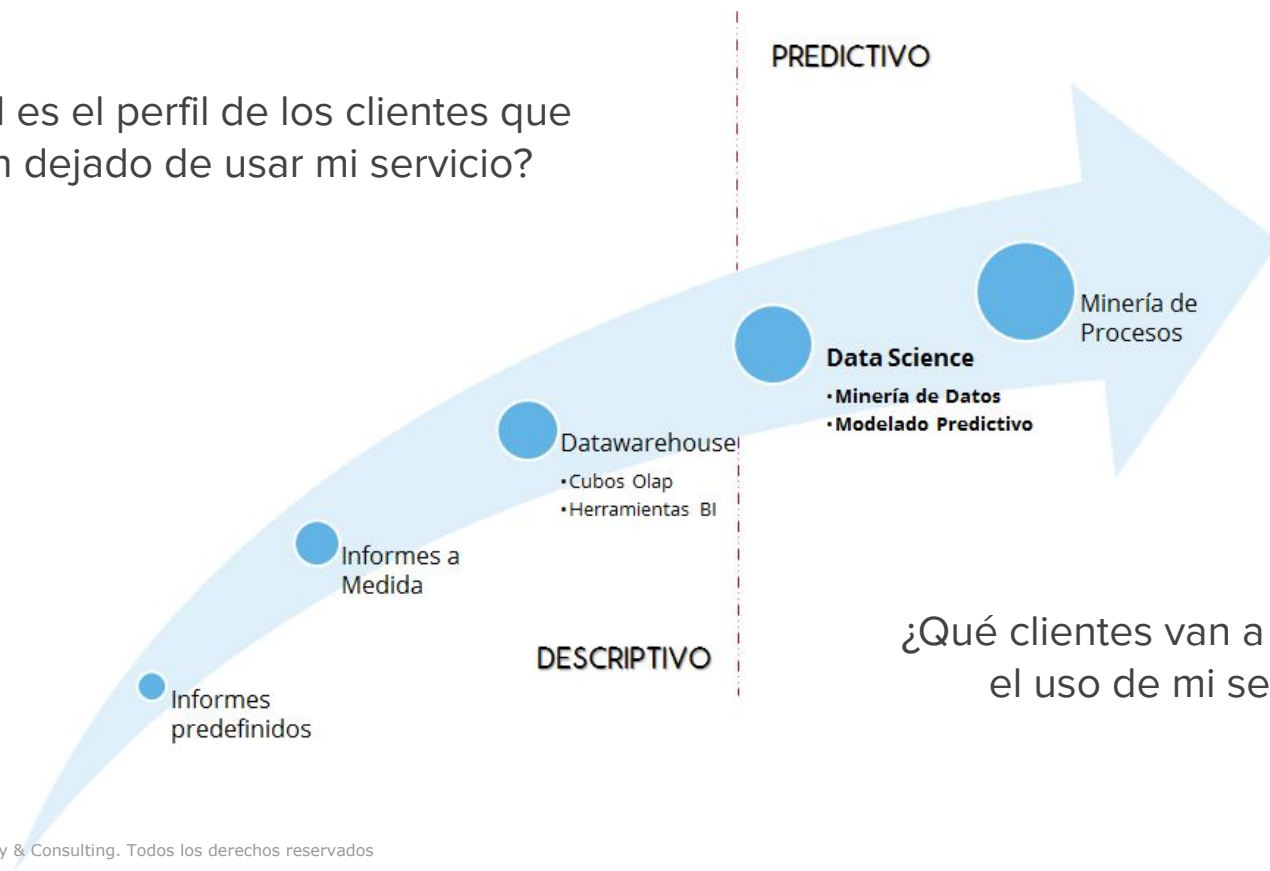 PREDICTIVO
l es el perfil de los clientes que
n dejado de usar mi servicio?
Minería de
Procesos
Data Science
•Minería de Datos
•Modelado Predictivo
Datawarehouse
•Cubos Olap
•Herramientas BI
Informes a
Medida
¿Qué clientes van a
el uso de mi se
DESCRIPTIVO
Informes
predefinidos
y & Consulting. Todos los derechos reservados